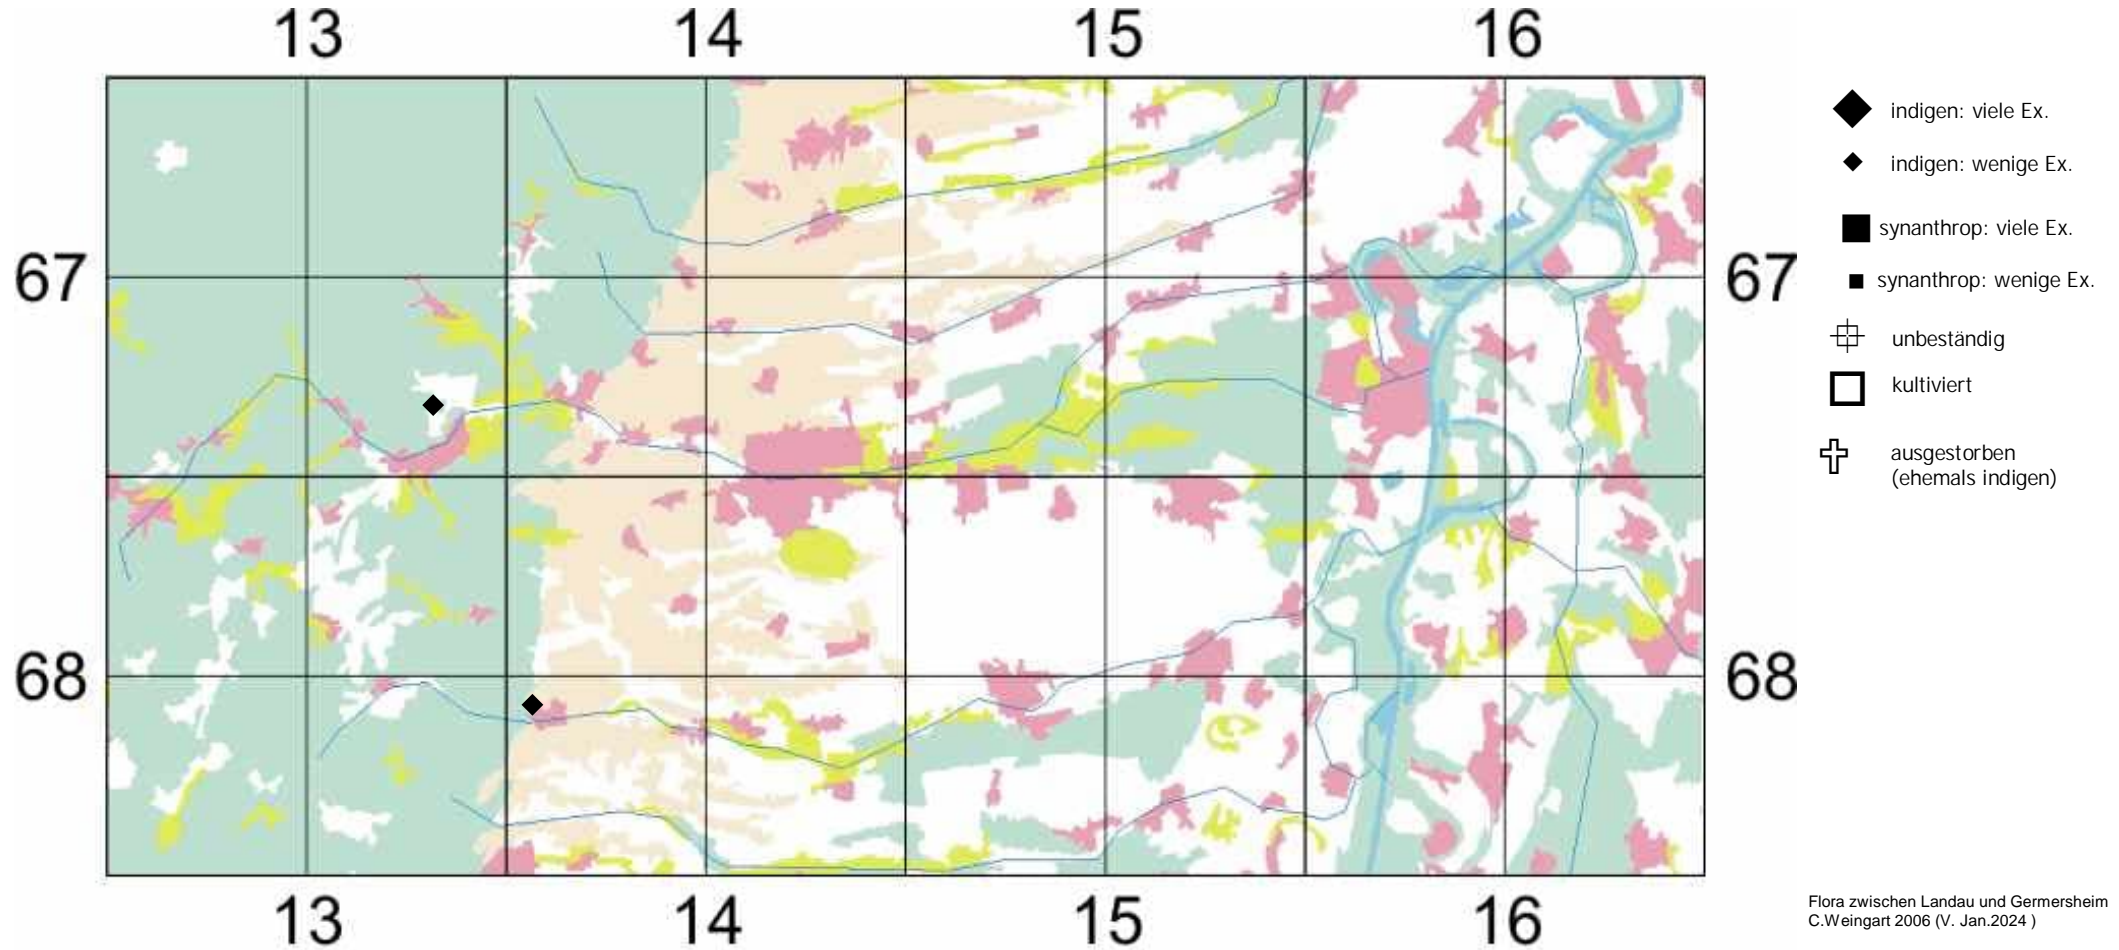 13 14 15 16
67 67
68 68
13 14 15 16
indigen: viele Ex.
indigen: wenige Ex.
synanthrop: viele Ex.
synanthrop: wenige Ex.
unbeständig
kultiviert
ausgestorben
(ehemals indigen)
Flora zwischen Landau und Germersheim
C.Weingart 2006 (V. Jan.2024 )